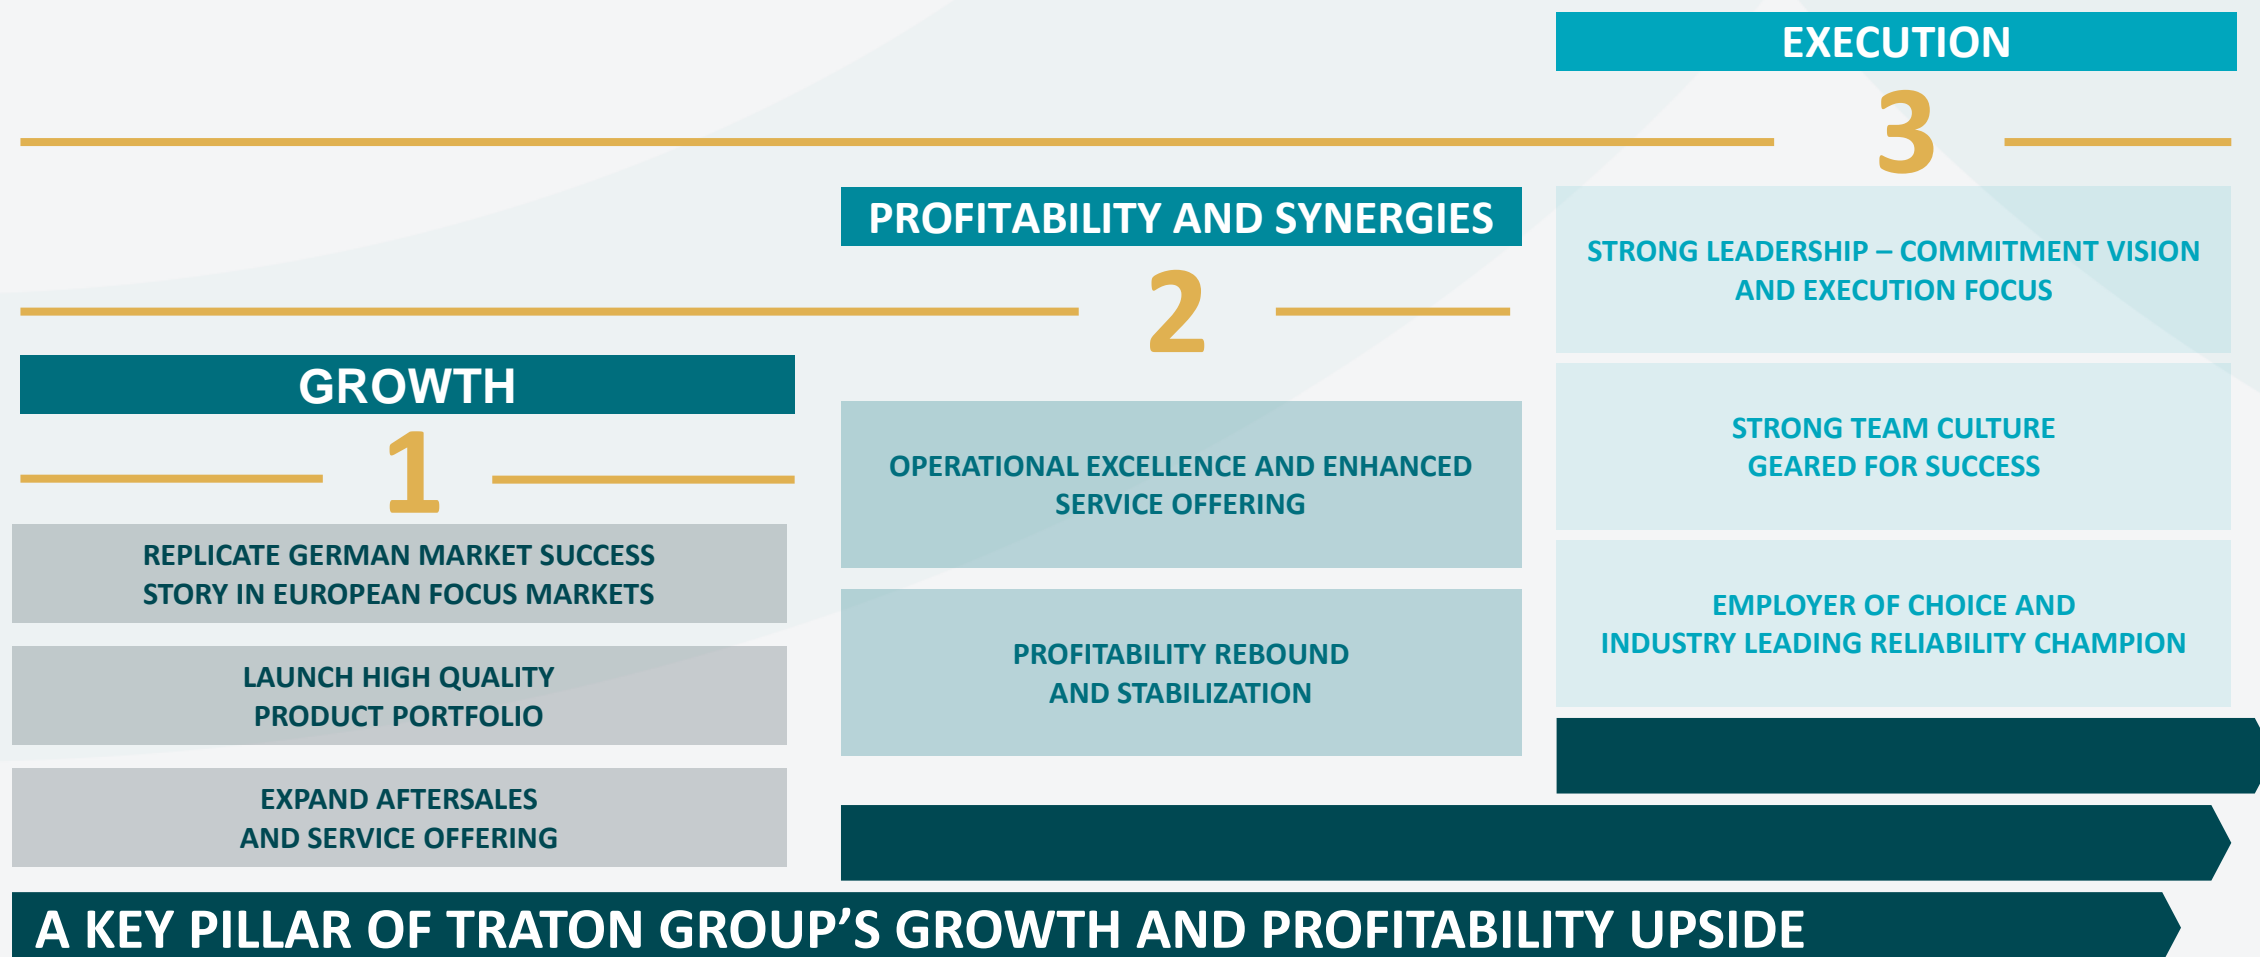 GROWTH
1
REPLICATE GERMAN MARKET SUCCESS
STORY IN EUROPEAN FOCUS MARKETS
LAUNCH HIGH QUALITY
PRODUCT PORTFOLIO
EXPAND AFTERSALES
AND SERVICE OFFERING
PROFITABILITY AND SYNERGIES
2
OPERATIONAL EXCELLENCE AND ENHANCED
SERVICE OFFERING
PROFITABILITY REBOUND
AND STABILIZATION
EXECUTION
3
STRONG LEADERSHIP – COMMITMENT VISION
AND EXECUTION FOCUS
STRONG TEAM CULTURE
GEARED FOR SUCCESS
EMPLOYER OF CHOICE AND
INDUSTRY LEADING RELIABILITY CHAMPION
A KEY PILLAR OF TRATON GROUP’S GROWTH AND PROFITABILITY UPSIDE